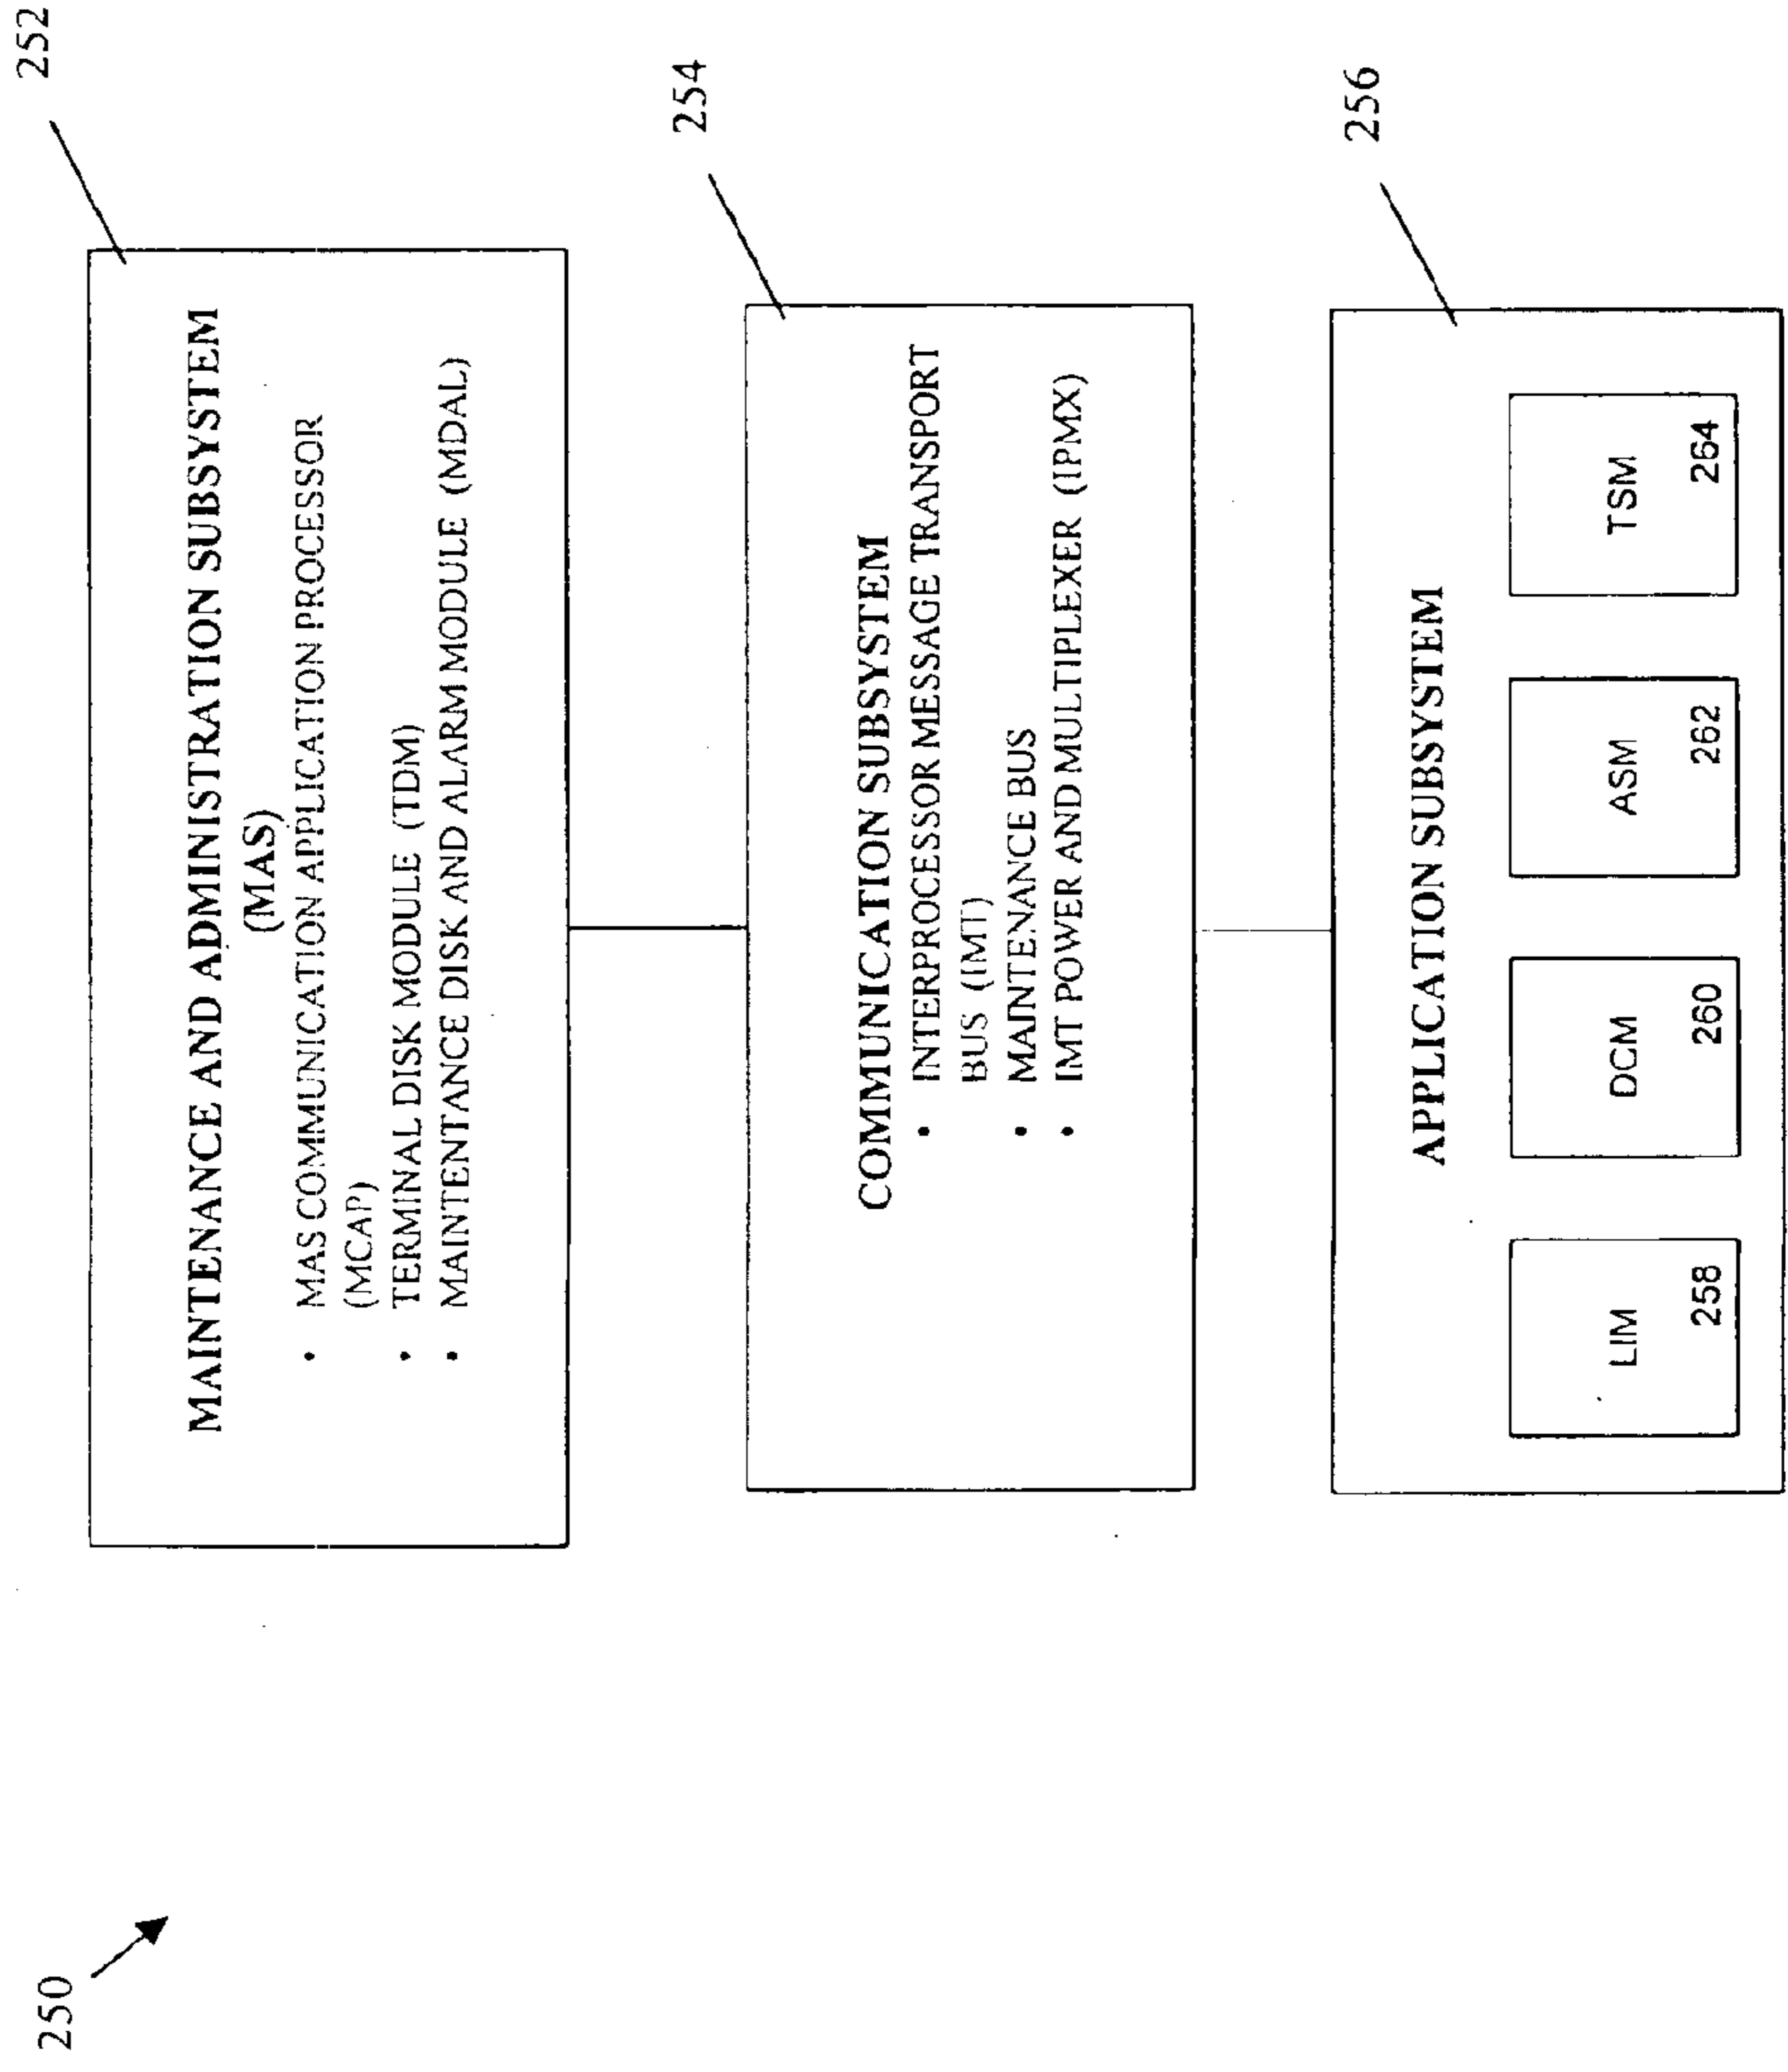 250
252
MAINTENANCE AND ADMINISTRATION SUBSYSTEM
(MAS)
• MAS COMMUNICATION APPLICATION PROCESSOR
(MCAP)
• TERMINAL DISK MODULE (TDM)
• MAINTENTANCE DISK AND ALARM MODULE (MDAL)
254
COMMUNICATION SUBSYSTEM
• INTERPROCESSOR MESSAGE TRANSPORT
BUS (IMT)
• MAINTENANCE BUS
• IMT POWER AND MULTIPLEXER (IPMX)
256
APPLICATION SUBSYSTEM
LIM
258
DCM
260
ASM
262
TSM
264